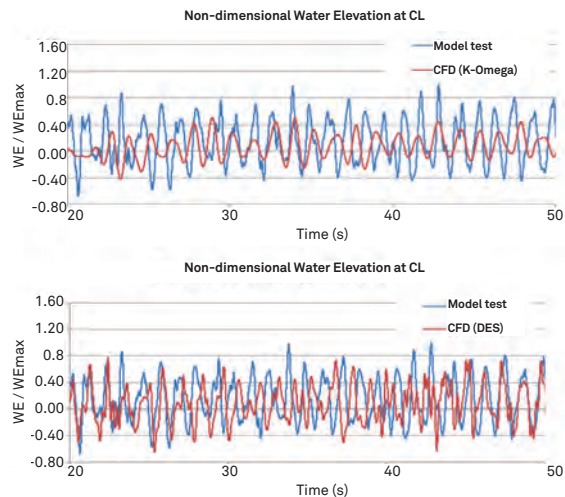 Non-dimensional Water Elevation at CL
WE / WEmax
1.60
1.20
0.8
0.40
0.00
-0.40
-0.80
Model test
CFD (K-Omega)
20 30 40 50
Time (s)
Non-dimensional Water Elevation at CL
WE / WEmax
1.60
1.20
0.8
0.40
0.00
-0.40
-0.80
Model test
CFD (DES)
20 30 40 50
Time (s)